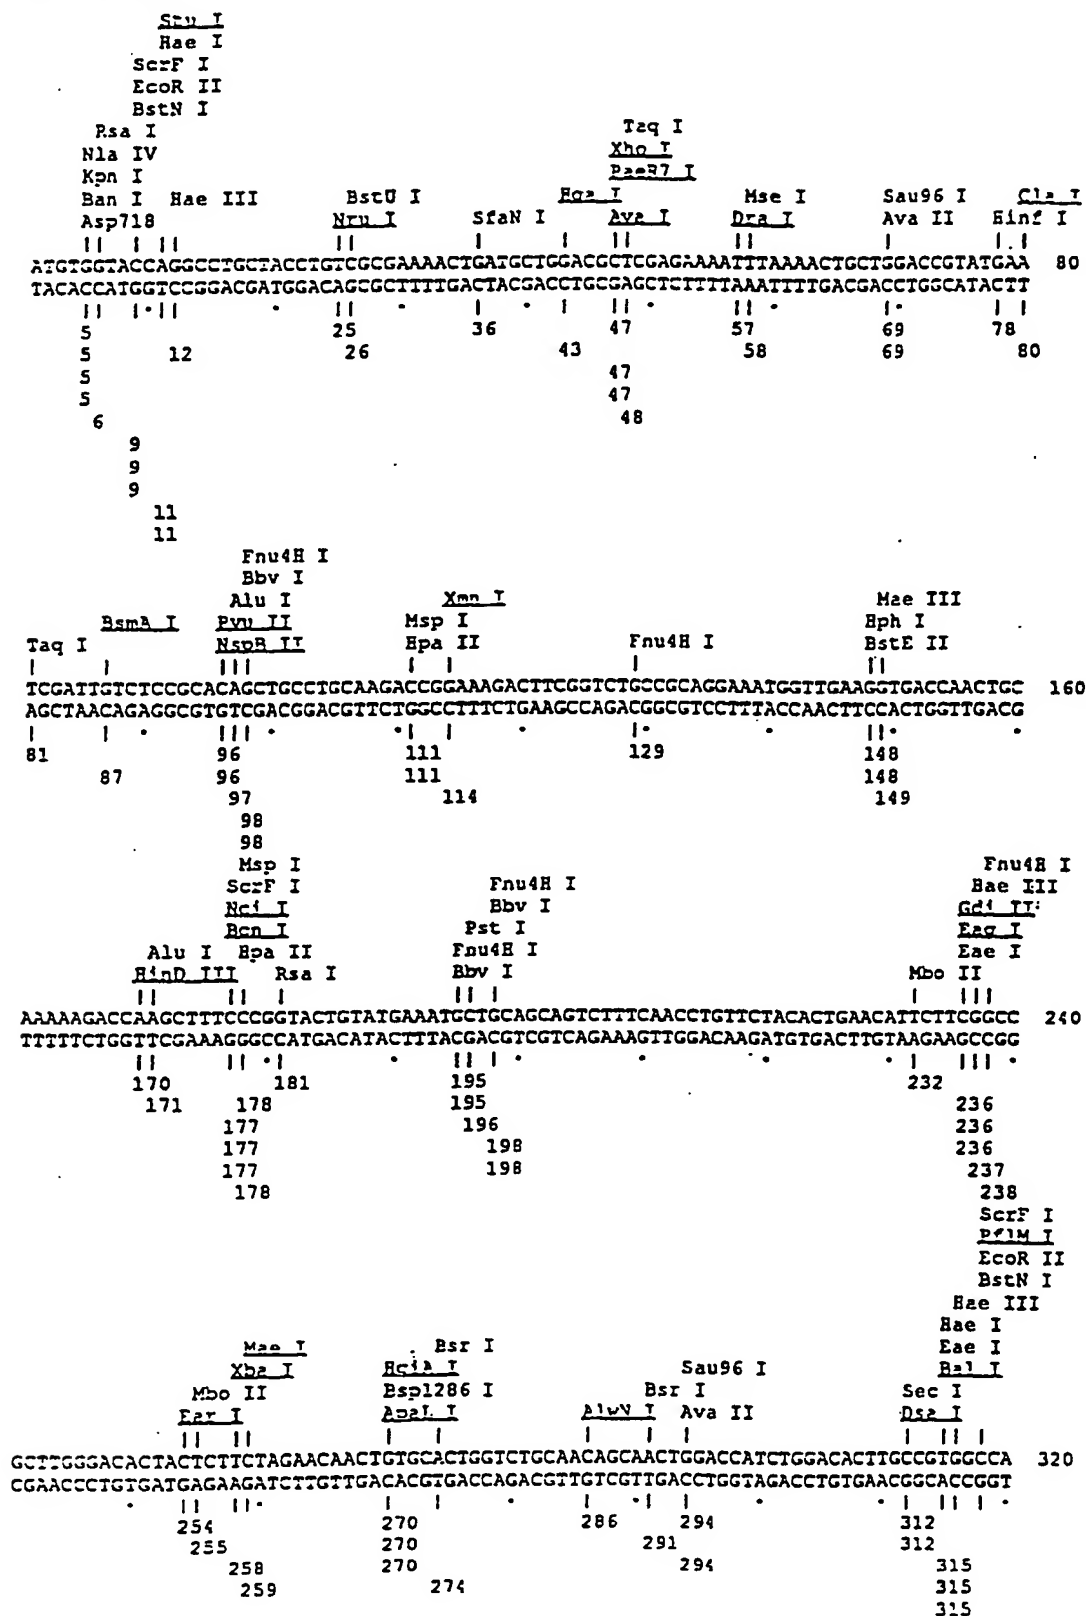 Stu I
Hae I
ScrF I
EcoR II
BstN I
Rsa I Taq I
Nla IV Xho I
Kpn I PaeR7 I
Ban I Hae III BstU I Hga I Mse I Sau96 I Cla I
Asp718 Nru I SfaN I Ava I Dra I Ava II Hinf I
ATGTGGTACCAGGCCTGCTACCTGTCGCGAAAACTGATGCTGGACGCTCGAGAAAATTTAAAACTGCTGGACCGTATGAA 80
TACACCATGGTCCGGACGATGGACAGCGCTTTTGACTACGACCTGCGAGCTCTTTTAAATTTTGACGACCTGGCATACTT
5 25 36 47 57 69 78
5 12 26 43 58 69 80
5 47
5 47
6 48
9
9
9
11
11
Fnu4H I
Bbv I
Alu I Xmn I Mae III
BsmA I Pvu II Msp I Hph I
Taq I NspB II Hpa II Fnu4H I BstE II
TCGATTGTCTCCGCACAGCTGCCTGCAAGACCGGAAAGACTTCGGTCTGCCGCAGGAAATGGTTGAAGGTGACCAACTGC 160
AGCTAACAGAGGCGTGTCGACGGACGTTCTGGCCTTTCTGAAGCCAGACGGCGTCCTTTACCAACTTCCACTGGTTGACG
81 96 111 129 148
87 96 111 148
97 114 149
98
98
Msp I Fnu4H I
ScrF I Fnu4H I Hae III
Nci I Bbv I Gdi II
Bcn I Pst I Eag I
Alu I Hpa II Fnu4H I Eae I
HinD III Rsa I Bbv I Mbo II
AAAAAGACCAAGCTTTCCCGGTACTGTATGAAATGCTGCAGCAGTCTTTCAACCTGTTCTACACTGAACATTCTTCGGCC 240
TTTTTCTGGTTCGAAAGGGCCATGACATACTTTACGACGTCGTCAGAAAGTTGGACAAGATGTGACTTGTAAGAAGCCGG
170 181 195 232
171 178 195 236
177 196 236
177 198 236
177 198 237
178 238
ScrF I
PflM I
EcoR II
BstN I
Hae III
Hae I
Mae I Bsr I Eae I
Xba I HgiA I Sau96 I Bal I
Mbo II Bsp1286 I Bsr I Sec I
Ear I ApaL I AlwN I Ava II Dsa I
GCTTGGGACACTACTCTTCTAGAACAACTGTGCACTGGTCTGCAACAGCAACTGGACCATCTGGACACTTGCCGTGGCCA 320
CGAACCCTGTGATGAGAAGATCTTGTTGACACGTGACCAGACGTTGTCGTTGACCTGGTAGACCTGTGAACGGCACCGGT
254 270 286 294 312
255 270 291 294 312
258 270 315
259 274 315
315